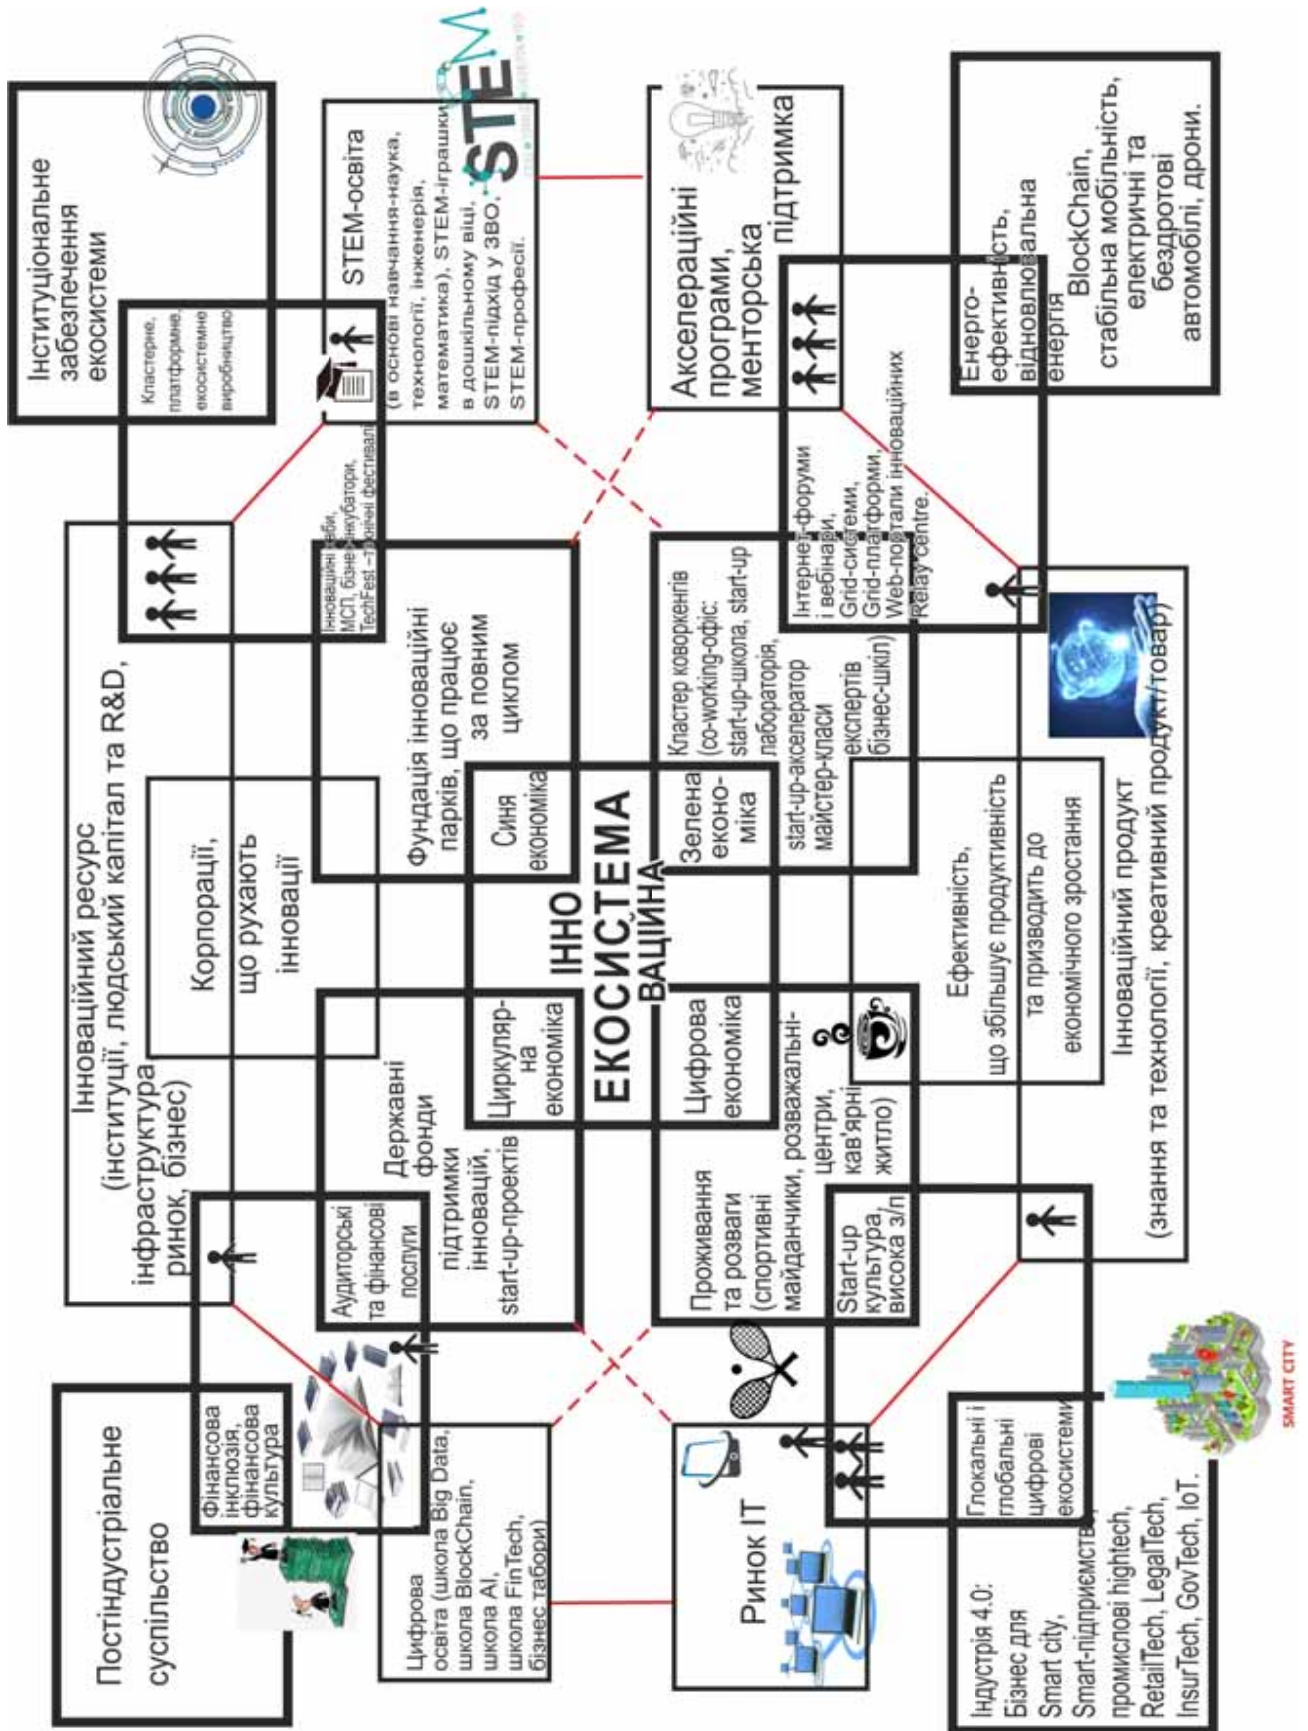 Постіндустріальне
суспільство
Фінансова
інклюзія,
фінансова
культура
Інноваційний ресурс
(інституції, людський капітал та R&D,
інфраструктура
ринок, бізнес)
Корпорації,
що рухають
інновації
Інституціональне
забезпечення
екосистеми
Кластерне,
платформне,
екосистемне
виробництво
Інноваційні хаби,
МСП, бізнес-інкубатори,
TechFest –технічні фестивалі
Аудиторські
та фінансові
послуги
Державні
фонди
підтримки
інновацій,
start-up-проектів
Фундація інноваційні
парків, що працює
за повним
циклом
STEM-освіта
(в основі навчання-наука,
технології, інженерія,
математика), STEM-іграшки
в дошкільному віці,
STEM-підхід у ЗВО,
STEM-професії.
STEM
Цифрова
освіта (школа Big Data,
школа BlockChain,
школа AI,
школа FinTech,
бізнес табори)
Циркуляр-
на
економіка
Синя
економіка
ІННО
ЕКОСИСТЕМА
ВАЦІЙНА
Цифрова
економіка
Зелена
еконо-
міка
Ринок ІТ
Проживання
та розваги
(спортивні
майданчики, розважальні-
центри,
кав'ярні
житло)
Кластер коворкенгів
(co-working-офіс:
start-up-школа, start-up
лабораторія,
start-up-акселератор
майстер-класи
експертів
бізнес-шкіл)
Акселераційні
програми,
менторська
підтримка
Інтернет-форуми
і вебінари,
Grid-системи,
Grid-платформи,
Web-портали інноваційних
Relay centre.
Start-up
культура,
висока з/п
Ефективність,
що збільшує продуктивність
та призводить до
економічного зростання
Інноваційний продукт
(знання та технології, креативний продукт/товар)
Глокальні і
глобальні
цифрові
екосистеми
Індустрія 4.0:
Бізнес для
Smart city,
Smart-підприємство,
промислові hightech,
RetailTech, LegalTech,
InsurTech, GovTech, IoT.
Енерго-
ефективність,
відновлювальна
енергія
BlockChain,
стабільна мобільність,
електричні та
бездротові
автомобілі, дрони.
SMART CITY